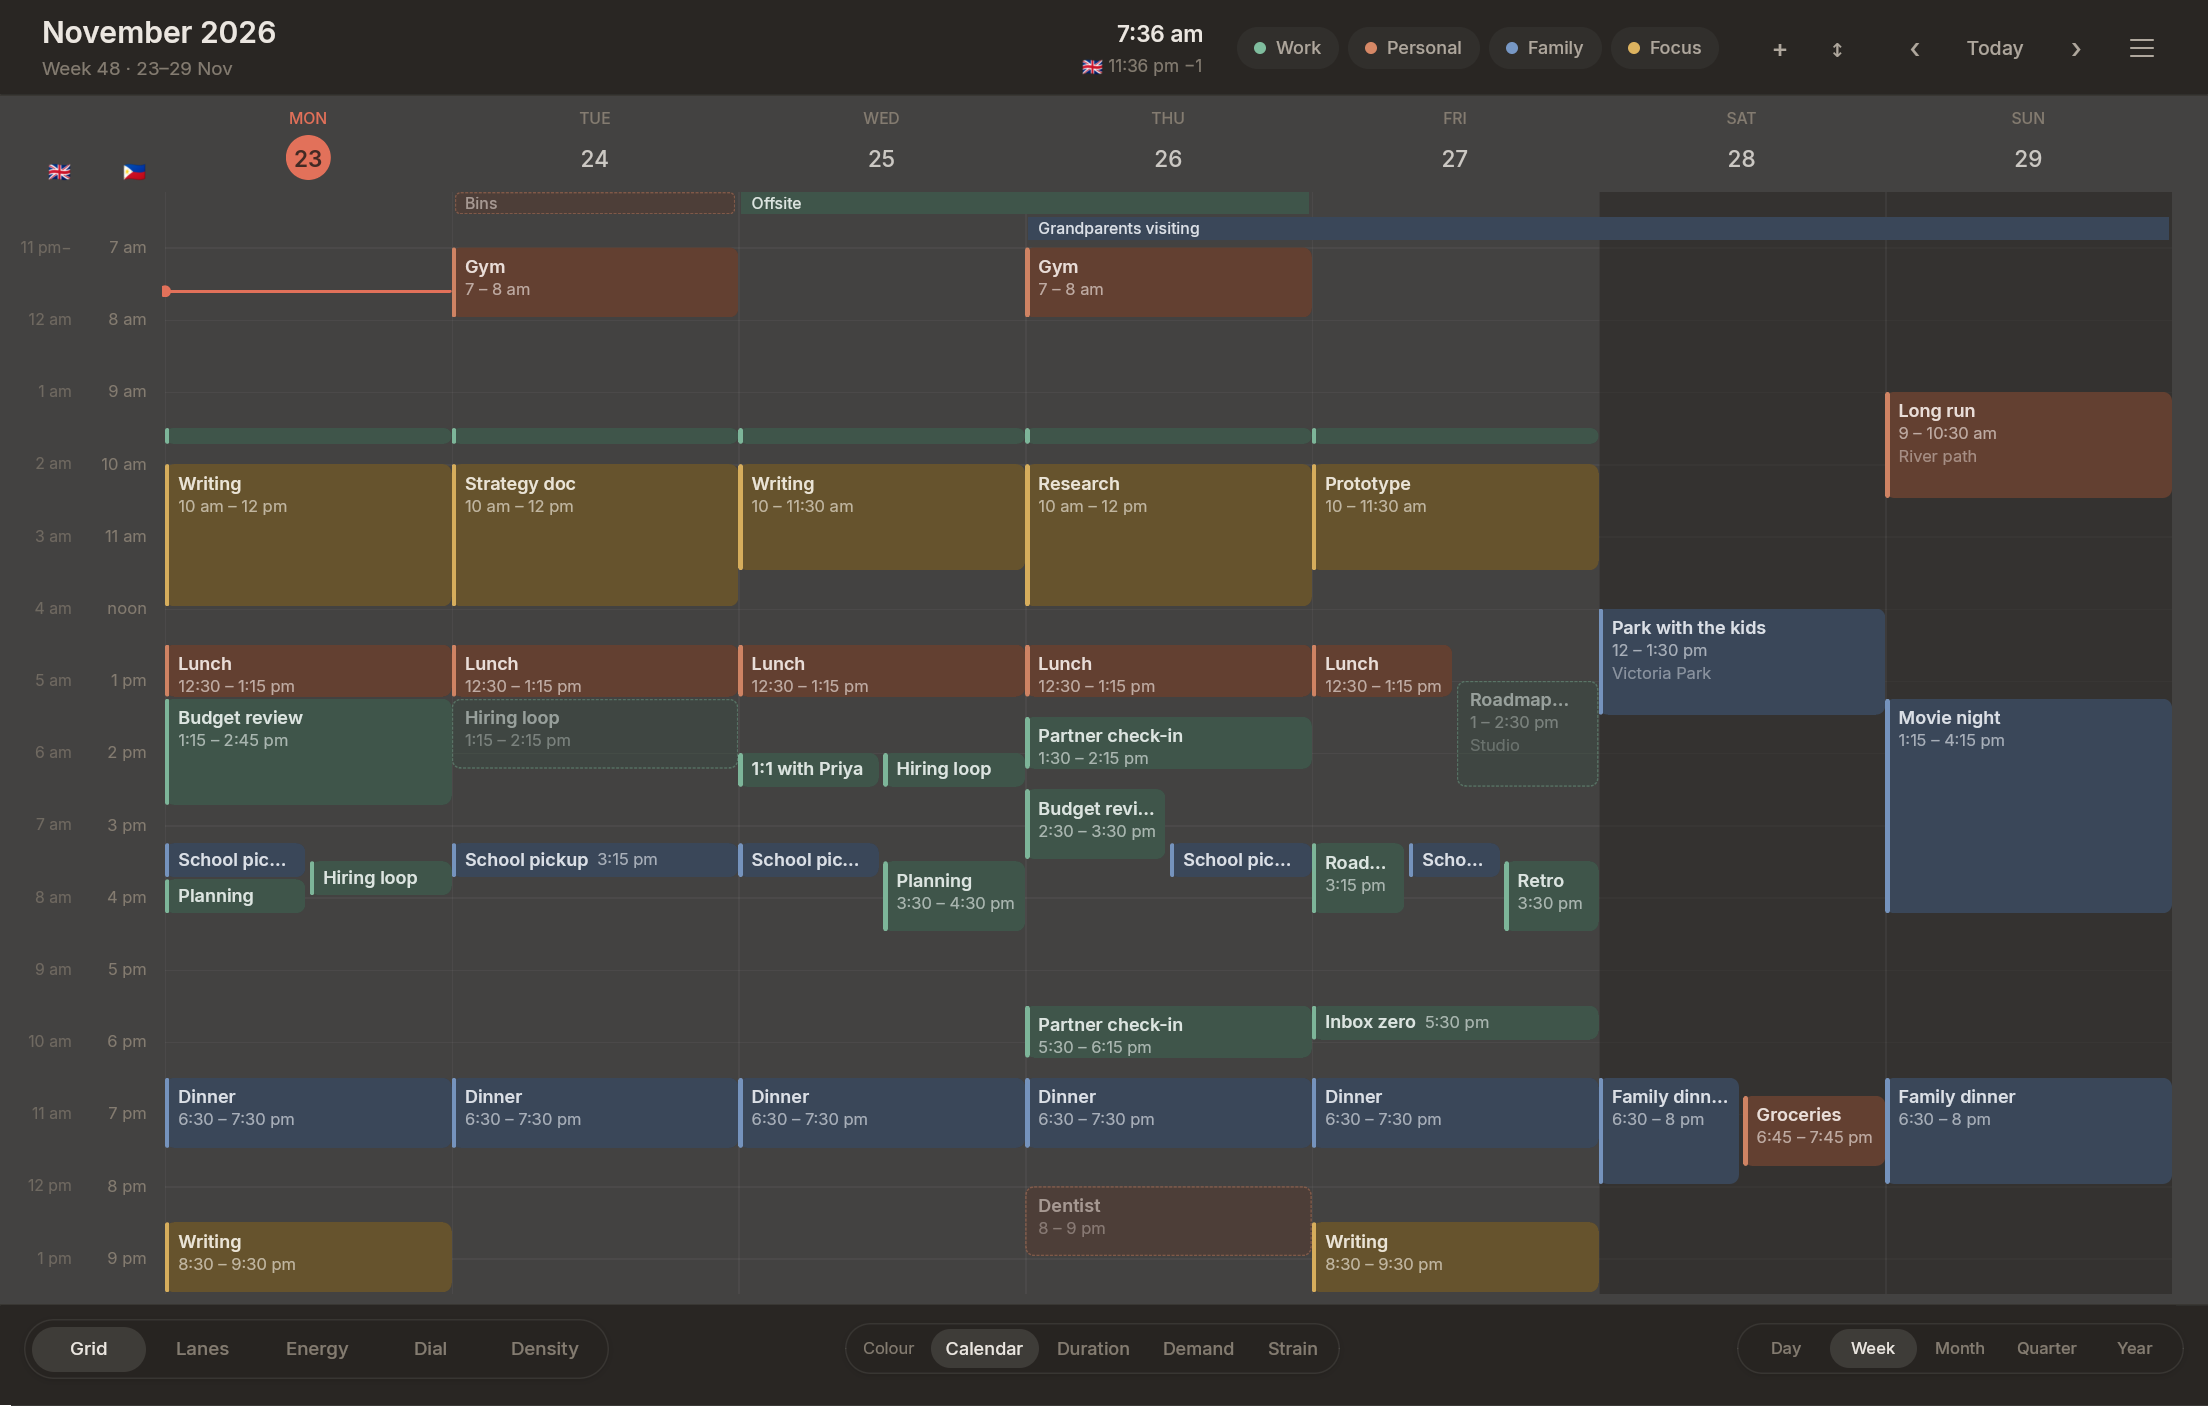 November 2026
Week 48 · 23–29 Nov
7:36 am
11:36 pm −1
Work
Personal
Family
Focus
+
↕
‹
Today
›
MON
TUE
WED
THU
FRI
SAT
SUN
23
24
25
26
27
28
29
Bins
Offsite
Grandparents visiting
11 pm− 7 am
12 am 8 am
1 am 9 am
2 am 10 am
3 am 11 am
4 am noon
5 am 1 pm
6 am 2 pm
7 am 3 pm
8 am 4 pm
9 am 5 pm
10 am 6 pm
11 am 7 pm
12 pm 8 pm
1 pm 9 pm
Writing
10 am – 12 pm
Lunch
12:30 – 1:15 pm
Budget review
1:15 – 2:45 pm
School pic…
Hiring loop
Planning
Dinner
6:30 – 7:30 pm
Writing
8:30 – 9:30 pm
Gym
7 – 8 am
Strategy doc
10 am – 12 pm
Lunch
12:30 – 1:15 pm
Hiring loop
1:15 – 2:15 pm
School pickup 3:15 pm
Dinner
6:30 – 7:30 pm
Writing
10 – 11:30 am
Lunch
12:30 – 1:15 pm
1:1 with Priya
Hiring loop
School pic…
Planning
3:30 – 4:30 pm
Dinner
6:30 – 7:30 pm
Gym
7 – 8 am
Research
10 am – 12 pm
Lunch
12:30 – 1:15 pm
Partner check-in
1:30 – 2:15 pm
Budget revi…
2:30 – 3:30 pm
School pic…
Partner check-in
5:30 – 6:15 pm
Dinner
6:30 – 7:30 pm
Dentist
8 – 9 pm
Prototype
10 – 11:30 am
Lunch
12:30 – 1:15 pm
Roadmap…
1 – 2:30 pm
Studio
Road…
3:15 pm
Scho…
Retro
3:30 pm
Inbox zero 5:30 pm
Dinner
6:30 – 7:30 pm
Writing
8:30 – 9:30 pm
Park with the kids
12 – 1:30 pm
Victoria Park
Family dinn…
6:30 – 8 pm
Groceries
6:45 – 7:45 pm
Long run
9 – 10:30 am
River path
Movie night
1:15 – 4:15 pm
Family dinner
6:30 – 8 pm
Grid
Lanes
Energy
Dial
Density
Colour
Calendar
Duration
Demand
Strain
Day
Week
Month
Quarter
Year